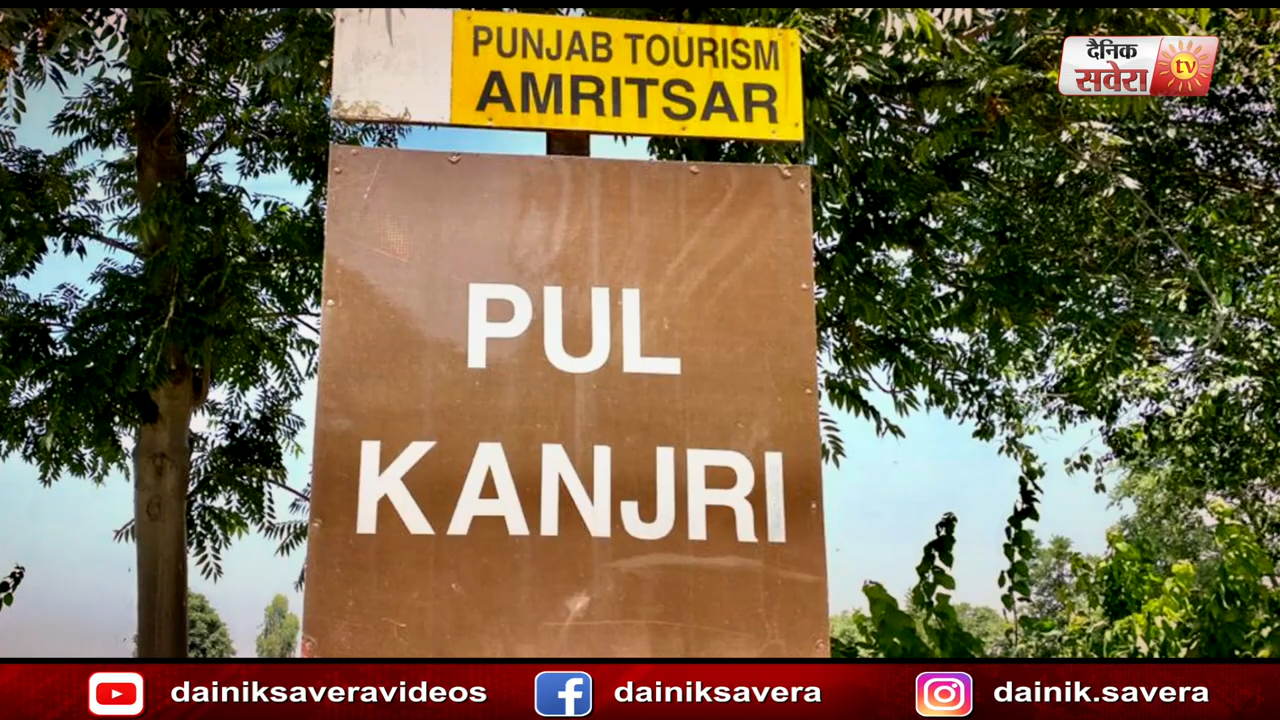 PUNJAB TOURISM
AMRITSAR
दैनिक
सवेरा tv
PUL
KANJRI
dainiksaveravideos dainiksavera dainik.savera